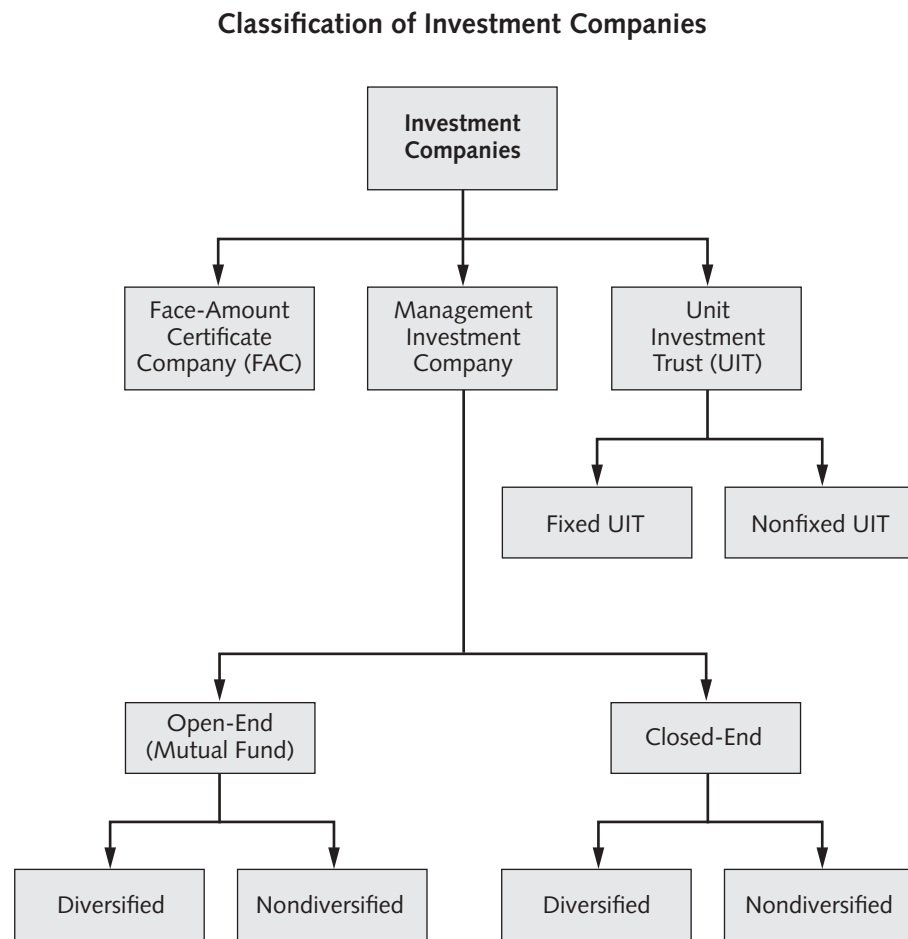 Classification of Investment Companies
Investment
Companies
Face-Amount
Certificate
Company (FAC)
Management
Investment
Company
Unit
Investment
Trust (UIT)
Fixed UIT
Nonfixed UIT
Open-End
(Mutual Fund)
Closed-End
Diversified
Nondiversified
Diversified
Nondiversified